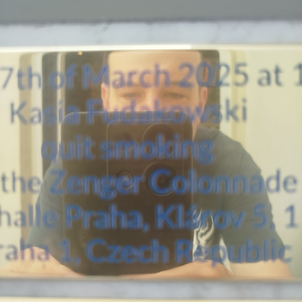 7th of March 2025 at 1
Kasia Fudakowski
quit smoking
the Zenger Colonnade
halle Praha, Klárov 5, 1
raha 1, Czech Republic